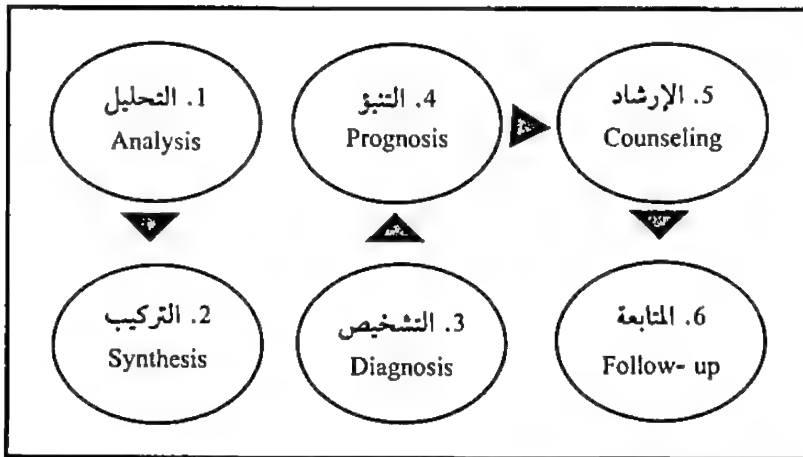 1. التحليل
Analysis
2. التركيب
Synthesis
3. التشخيص
Diagnosis
4. التنبؤ
Prognosis
5. الإرشاد
Counseling
6. المتابعة
Follow- up